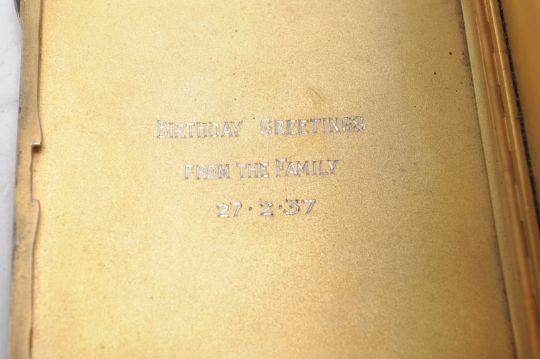 Birthday Greetings
from the Family
27·2·37